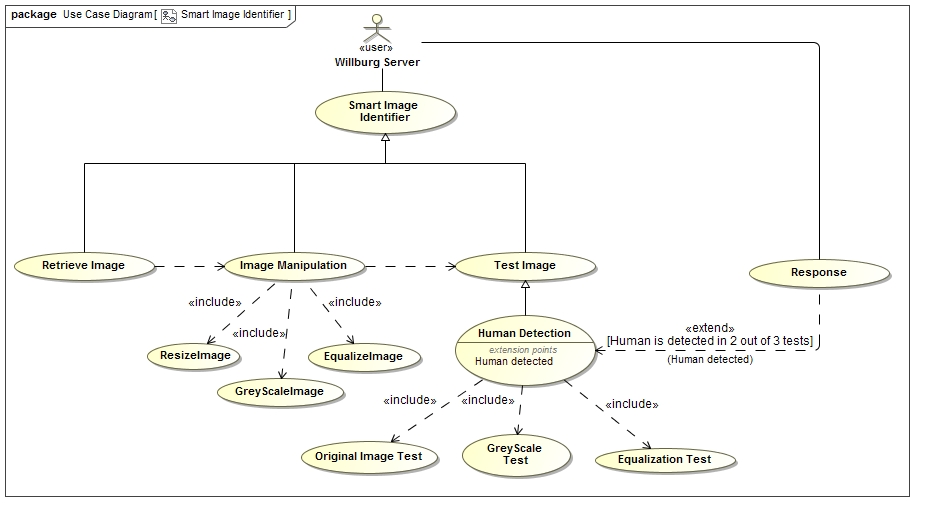 package Use Case Diagram[ Smart Image Identifier ]
«user»
Willburg Server
Smart Image
Identifier
Retrieve Image
Image Manipulation
Test Image
Response
«include»
«include»
«include»
ResizeImage
GreyScaleImage
EqualizeImage
Human Detection
extension points
Human detected
«extend»
[Human is detected in 2 out of 3 tests]
(Human detected)
«include»
«include»
«include»
Original Image Test
GreyScale
Test
Equalization Test